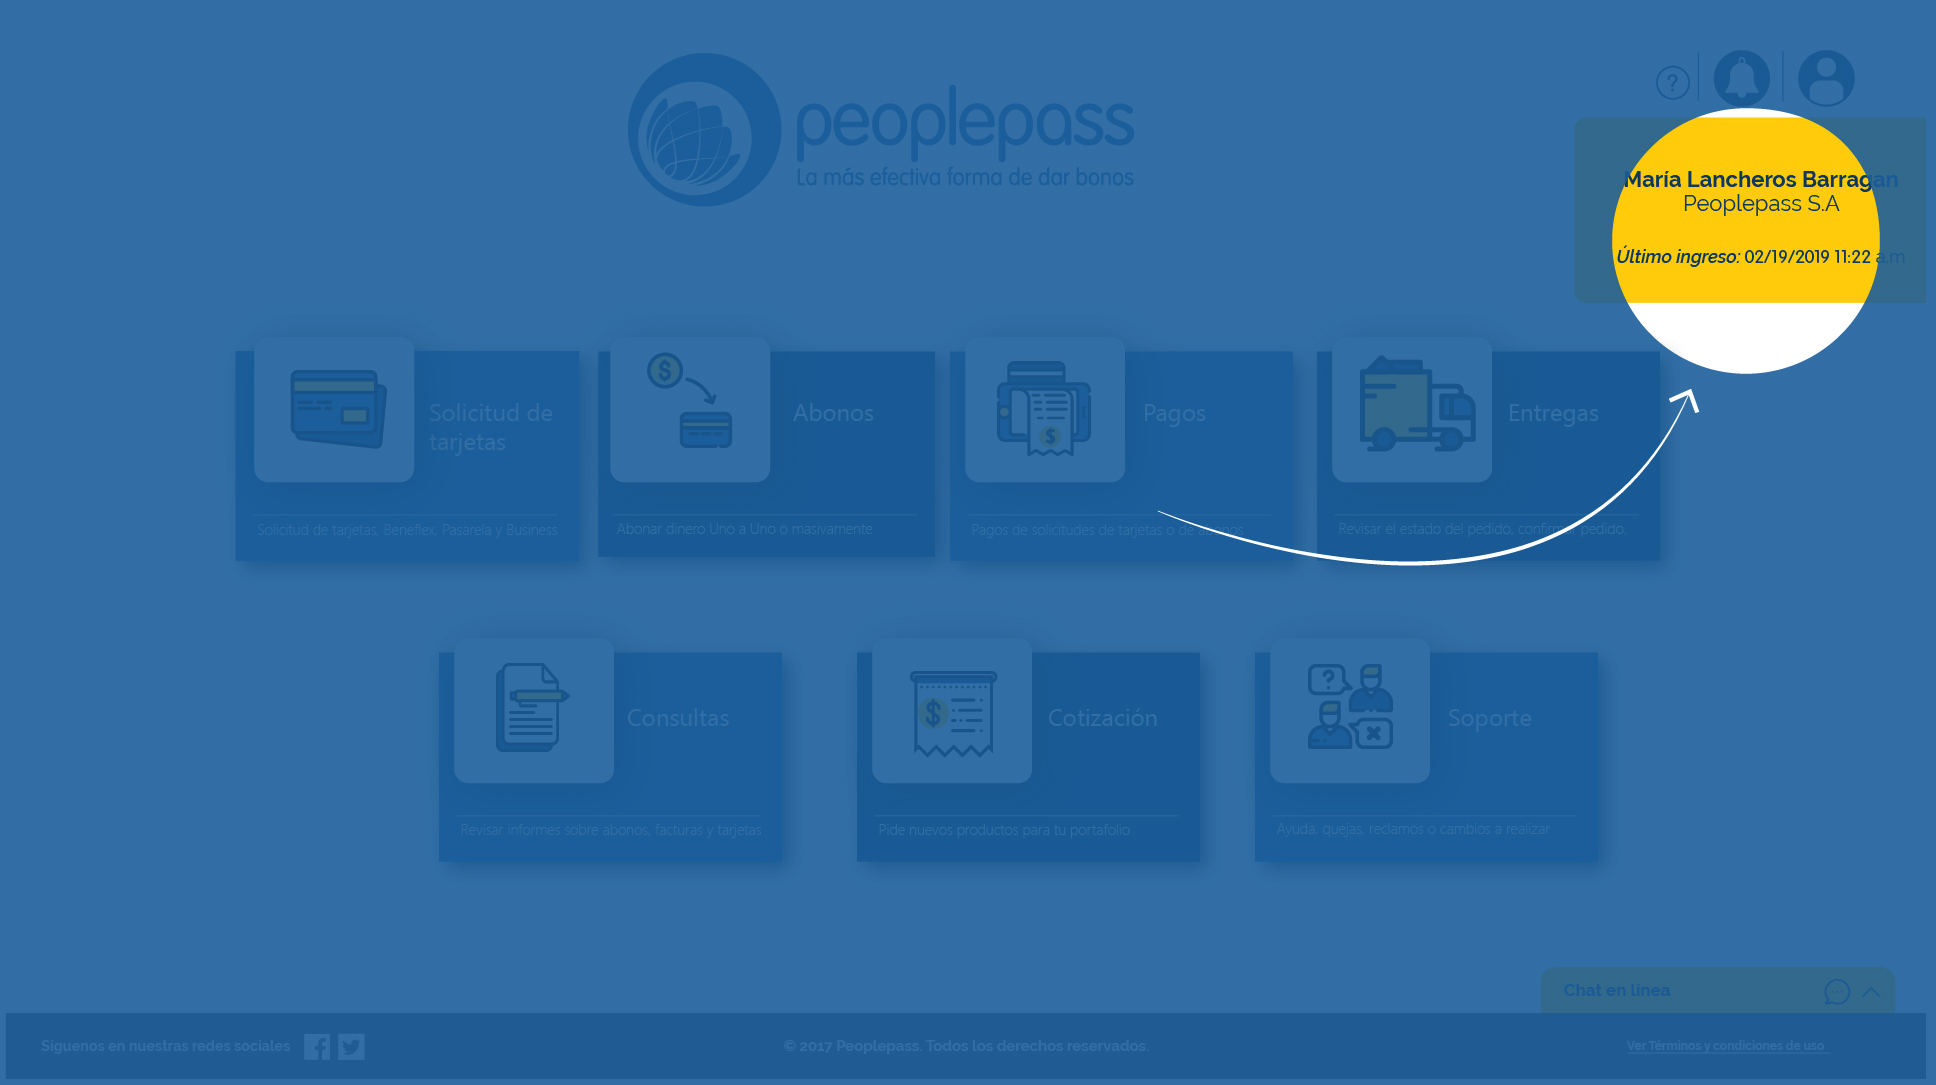 peoplepass
La más efectiva forma de dar bonos
?
María Lancheros Barragan
Peoplepass S.A
Último ingreso: 02/19/2019 11:22 a.m
Solicitud de
tarjetas
Solicitud de tarjetas, Beneflex, Pasarela y Business
$
Abonos
Abonar dinero Uno a Uno o masivamente
$
Pagos
Pagos de solicitudes de tarjetas o de abonos
Entregas
Revisar el estado del pedido, confirmar pedido.
Consultas
Revisar informes sobre abonos, facturas y tarjetas
$
Cotización
Pide nuevos productos para tu portafolio
?
Soporte
Ayuda, quejas, reclamos o cambios a realizar
Chat en línea
Síguenos en nuestras redes sociales
© 2017 Peoplepass. Todos los derechos reservados.
Ver Términos y condiciones de uso